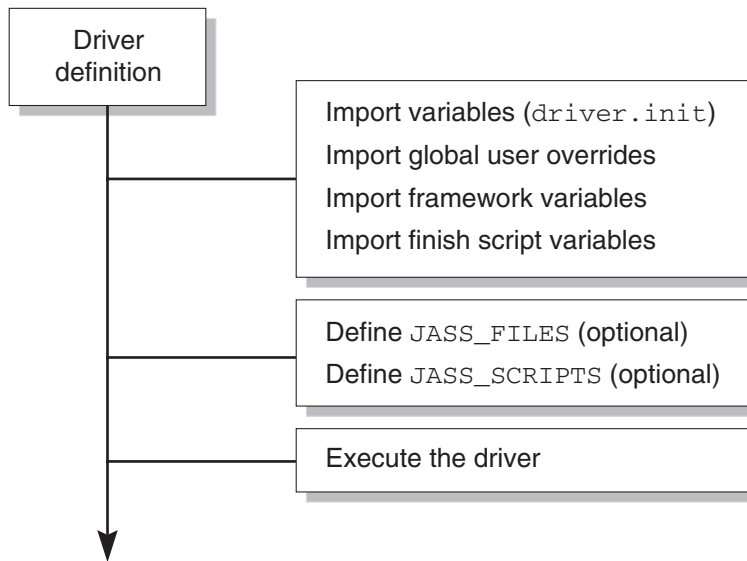 Driver
definition
Import variables (driver.init)
Import global user overrides
Import framework variables
Import finish script variables
Define JASS_FILES (optional)
Define JASS_SCRIPTS (optional)
Execute the driver